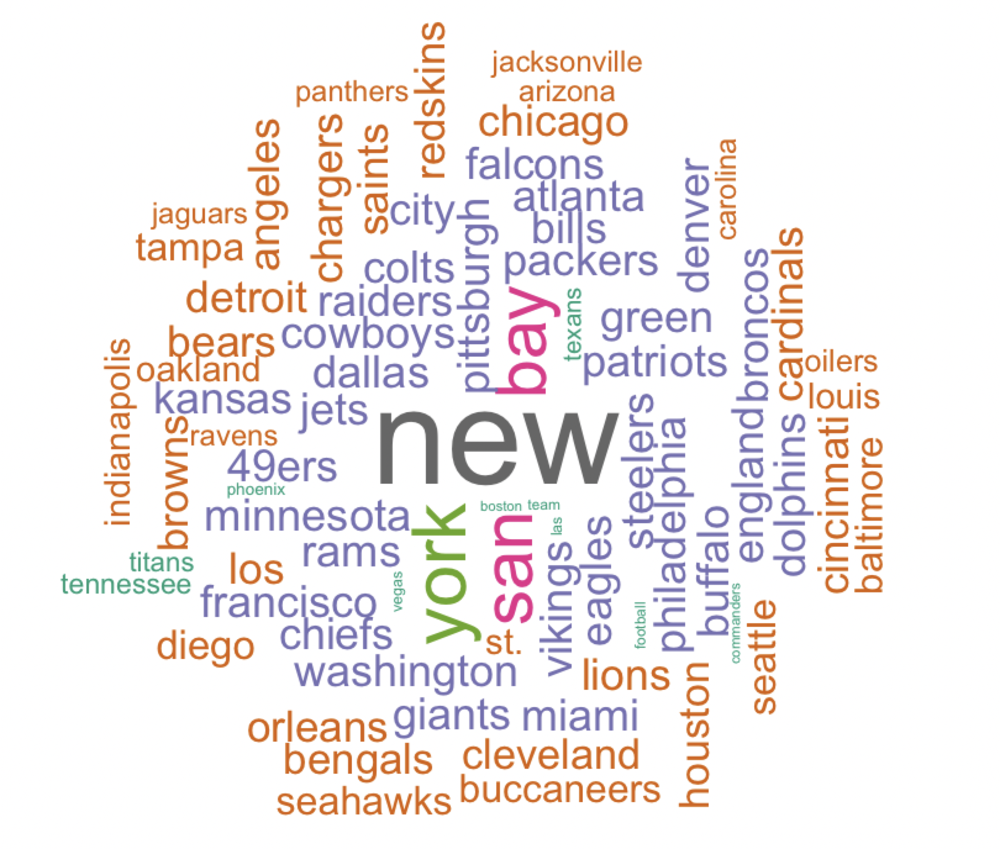 redskins
jacksonville
panthers
arizona
chicago
angeles
chargers
saints
falcons
carolina
denver
atlanta
jaguars
city
pittsburgh
bills
tampa
colts
packers
cardinals
broncos
detroit
raiders
bay
texans
green
bears
cowboys
patriots
oilers
indianapolis
oakland
dallas
kansas
jets
louis
new
steelers
philadelphia
england
dolphins
cincinnati
baltimore
browns
ravens
49ers
phoenix
minnesota
york
boston
team
san
las
rams
vikings
eagles
buffalo
titans
los
tennessee
francisco
vegas
football
commanders
seattle
diego
chiefs
st.
washington
lions
houston
orleans
giants
miami
bengals
cleveland
seahawks
buccaneers